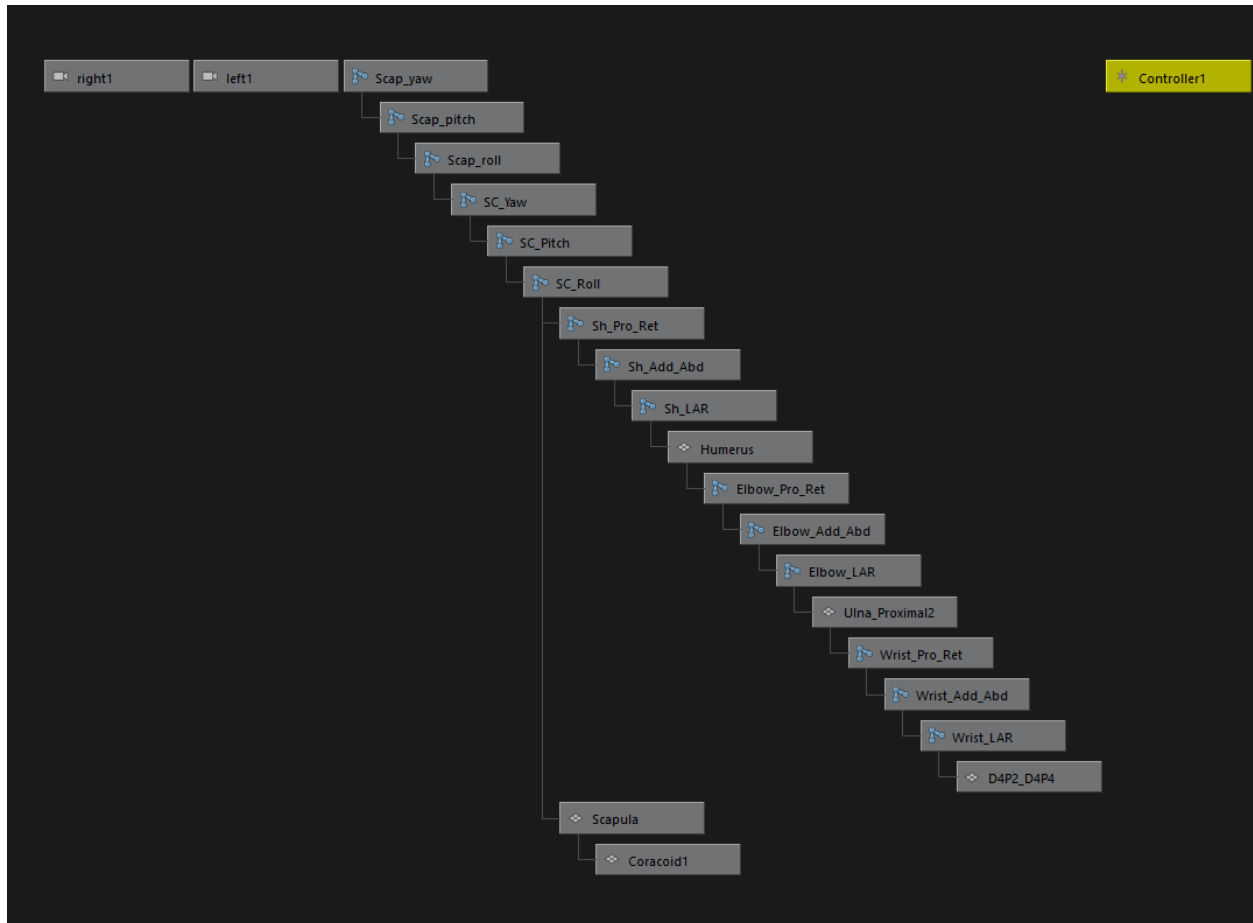 right1
left1
Scap_yaw
Controller1
Scap_pitch
Scap_roll
SC_Yaw
SC_Pitch
SC_Roll
Sh_Pro_Ret
Sh_Add_Abd
Sh_LAR
Humerus
Elbow_Pro_Ret
Elbow_Add_Abd
Elbow_LAR
Ulna_Proximal2
Wrist_Pro_Ret
Wrist_Add_Abd
Wrist_LAR
D4P2_D4P4
Scapula
Coracoid1